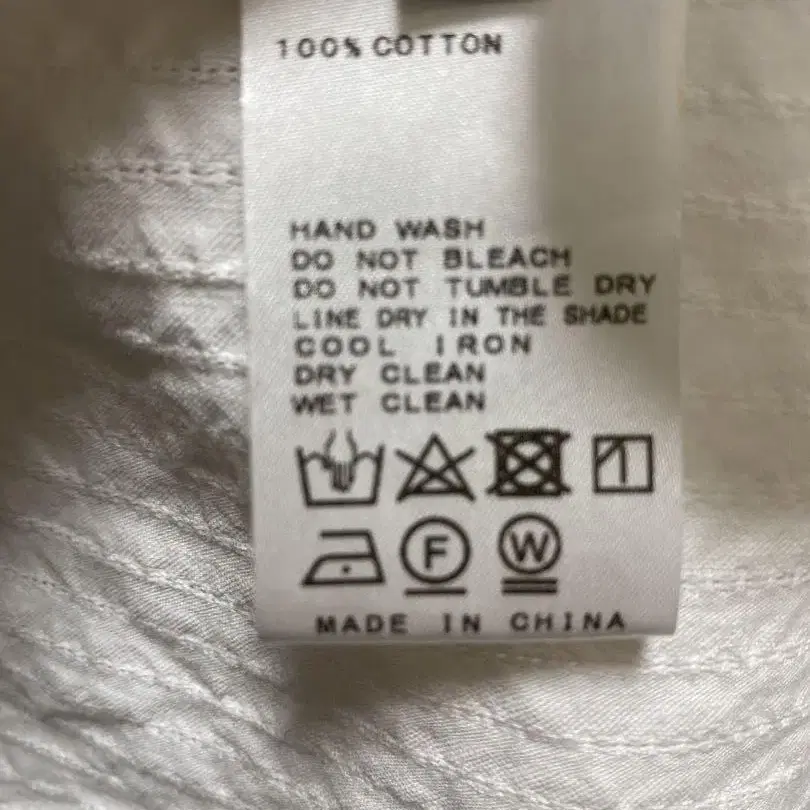 100% COTTON
HAND WASH
DO NOT BLEACH
DO NOT TUMBLE DRY
LINE DRY IN THE SHADE
COOL IRON
DRY CLEAN
WET CLEAN
F W
MADE IN CHINA